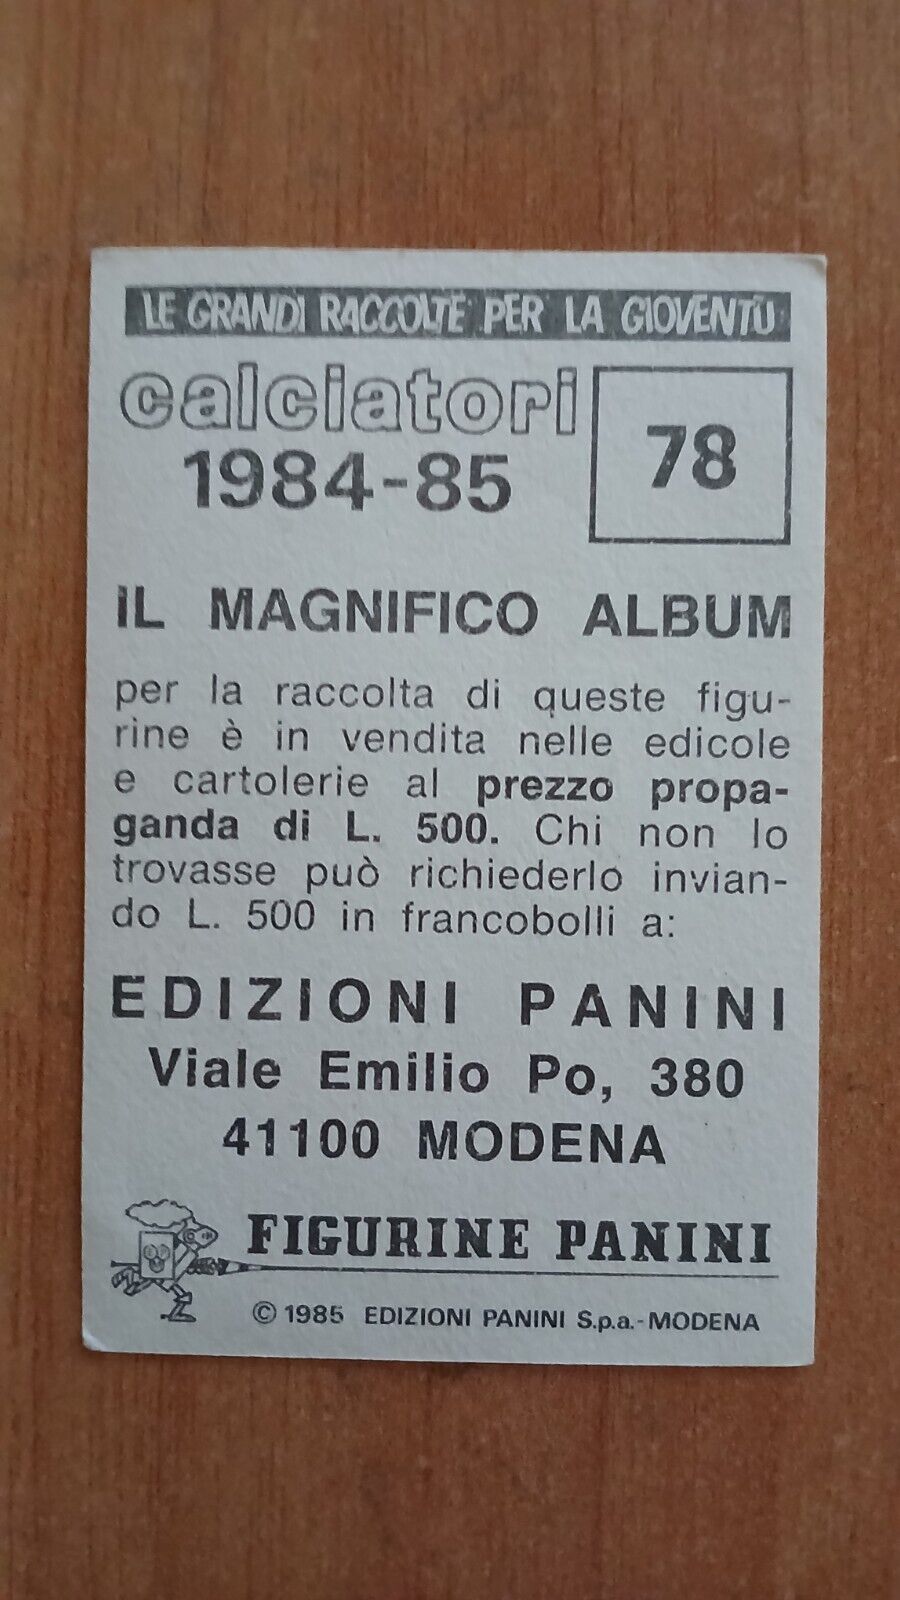 LE GRANDI RACCOLTE PER LA GIOVENTÙ
calciatori
1984-85
78
IL MAGNIFICO ALBUM
per la raccolta di queste figu-
rine è in vendita nelle edicole
e cartolerie al prezzo propa-
ganda di L. 500. Chi non lo
trovasse può richiederlo invian-
do L. 500 in francobolli a:
EDIZIONI PANINI
Viale Emilio Po, 380
41100 MODENA
FIGURINE PANINI
© 1985 EDIZIONI PANINI S.p.a.-MODENA